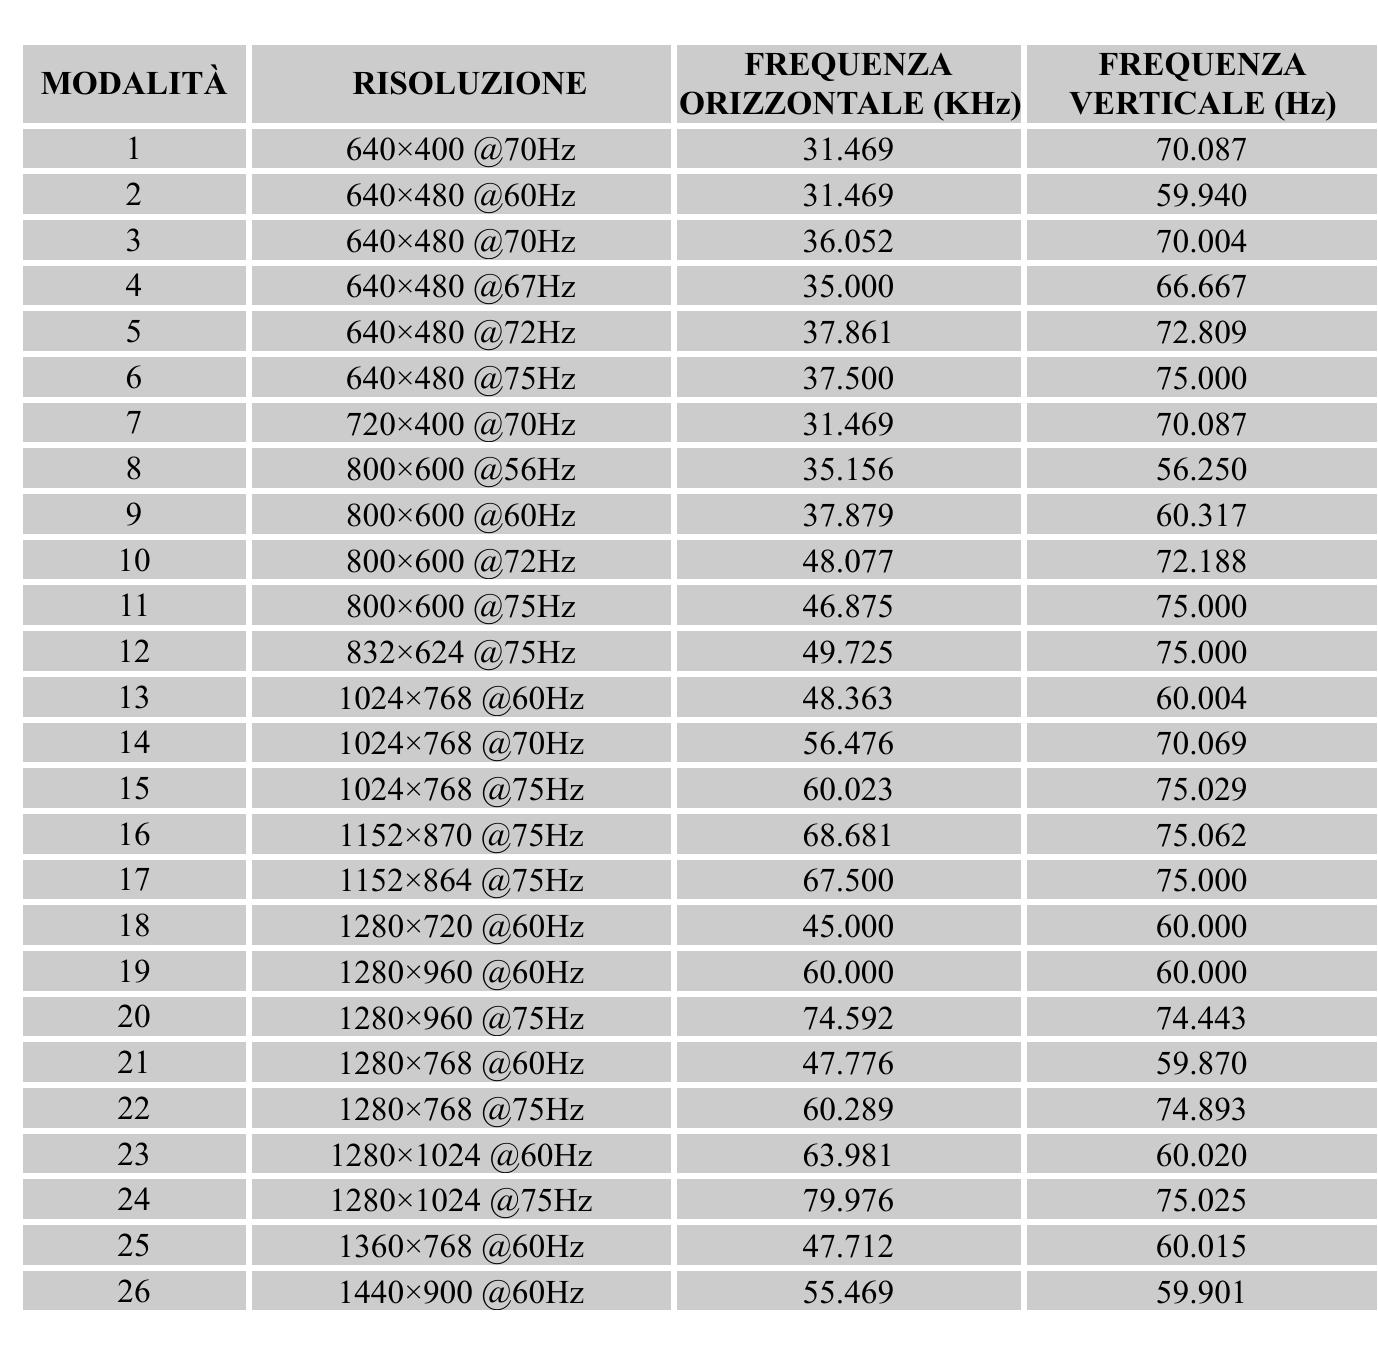 MODALITÀ RISOLUZIONE FREQUENZA ORIZZONTALE (KHz) FREQUENZA VERTICALE (Hz)
1 640×400 @70Hz 31.469 70.087
2 640×480 @60Hz 31.469 59.940
3 640×480 @70Hz 36.052 70.004
4 640×480 @67Hz 35.000 66.667
5 640×480 @72Hz 37.861 72.809
6 640×480 @75Hz 37.500 75.000
7 720×400 @70Hz 31.469 70.087
8 800×600 @56Hz 35.156 56.250
9 800×600 @60Hz 37.879 60.317
10 800×600 @72Hz 48.077 72.188
11 800×600 @75Hz 46.875 75.000
12 832×624 @75Hz 49.725 75.000
13 1024×768 @60Hz 48.363 60.004
14 1024×768 @70Hz 56.476 70.069
15 1024×768 @75Hz 60.023 75.029
16 1152×870 @75Hz 68.681 75.062
17 1152×864 @75Hz 67.500 75.000
18 1280×720 @60Hz 45.000 60.000
19 1280×960 @60Hz 60.000 60.000
20 1280×960 @75Hz 74.592 74.443
21 1280×768 @60Hz 47.776 59.870
22 1280×768 @75Hz 60.289 74.893
23 1280×1024 @60Hz 63.981 60.020
24 1280×1024 @75Hz 79.976 75.025
25 1360×768 @60Hz 47.712 60.015
26 1440×900 @60Hz 55.469 59.901